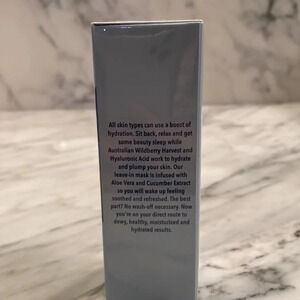 All skin types can use a boost of
hydration. Sit back, relax and get
some beauty sleep while
Australian Wildberry Harvest and
Hyaluronic Acid work to hydrate
and plump your skin. Our
leave-in mask is infused with
Aloe Vera and Cucumber Extract
so you will wake up feeling
soothed and refreshed. The best
part? No wash-off necessary. Now
you're on your direct route to
dewy, healthy, moisturised and
hydrated results.